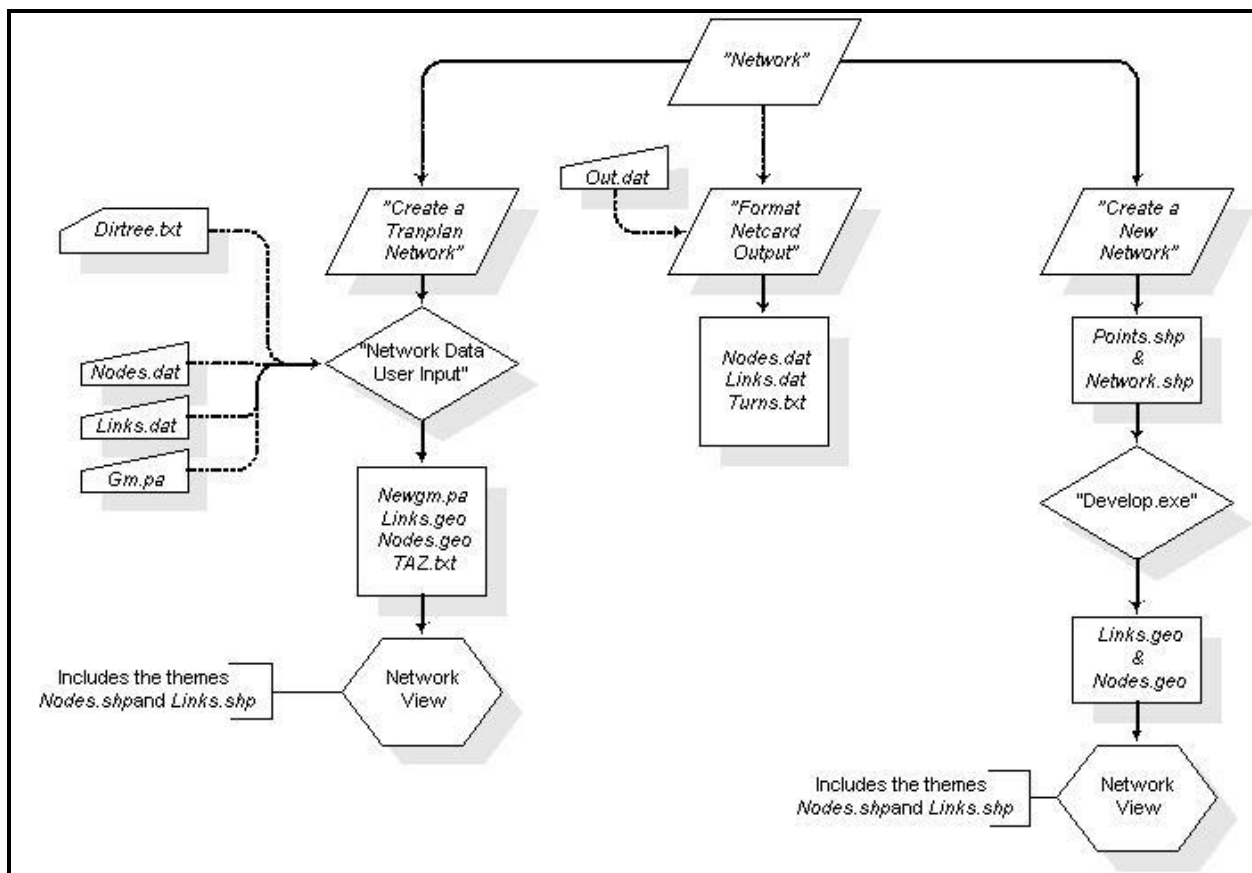 "Network"
Out.dat
Dirtree.txt
"Create a
Tranplan
Network"
"Format
Netcard
Output"
"Create a
New
Network"
Nodes.dat
Links.dat
Gm.pa
"Network Data
User Input"
Nodes.dat
Links.dat
Turns.txt
Points.shp
&
Network.shp
"Develop.exe"
Newgm.pa
Links.geo
Nodes.geo
TAZ.txt
Links.geo
&
Nodes.geo
Includes the themes
Nodes.shpand Links.shp
Network
View
Includes the themes
Nodes.shpand Links.shp
Network
View